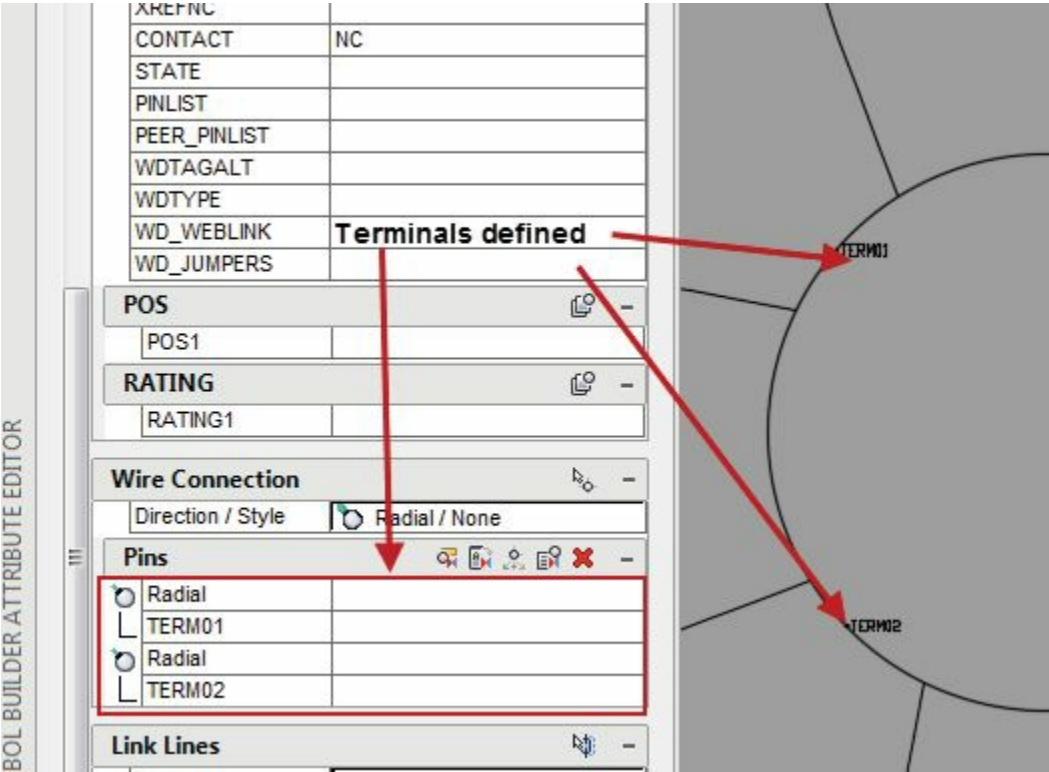 XREFNC
CONTACT NC
STATE
PINLIST
PEER_PINLIST
WDTAGALT
WDTYPE
WD_WEBLINK Terminals defined
WD_JUMPERS
TERM01
POS
POS1
RATING
RATING1
Wire Connection
Direction / Style Radial / None
Pins
Radial
TERM01
Radial
TERM02
TERM02
Link Lines
BOL BUILDER ATTRIBUTE EDITOR